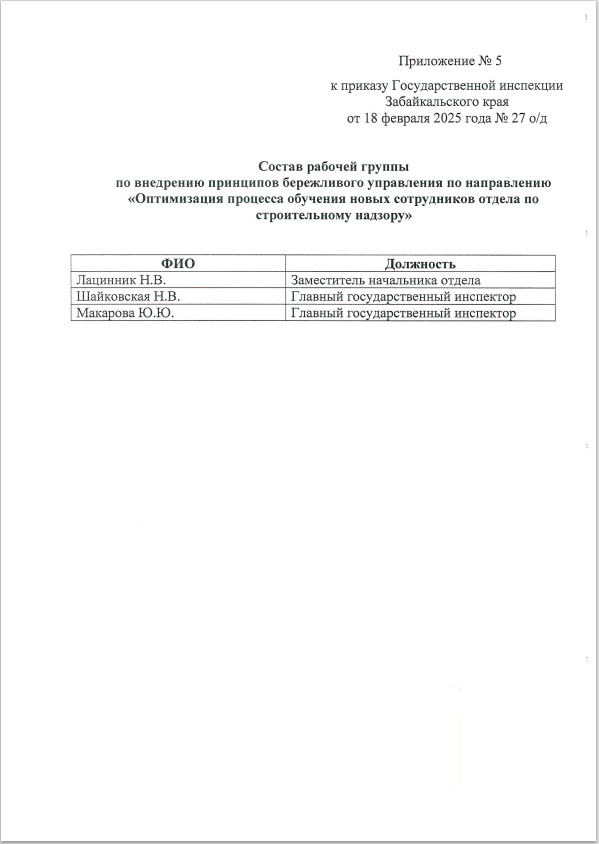 Приложение № 5
к приказу Государственной инспекции
Забайкальского края
от 18 февраля 2025 года № 27 о/д
Состав рабочей группы
по внедрению принципов бережливого управления по направлению
«Оптимизация процесса обучения новых сотрудников отдела по
строительному надзору»
ФИО Должность
Лацинник Н.В. Заместитель начальника отдела
Шайковская Н.В. Главный государственный инспектор
Макарова Ю.Ю. Главный государственный инспектор